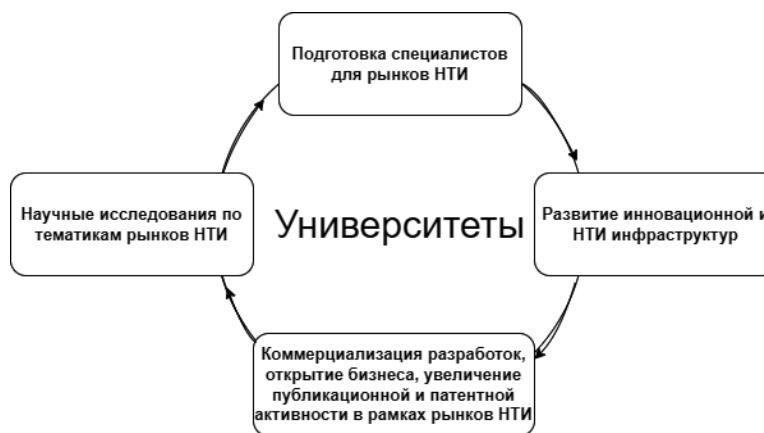 Подготовка специалистов
для рынков НТИ
Научные исследования по
тематикам рынков НТИ
Университеты
Развитие инновационной и
НТИ инфраструктур
Коммерциализация разработок,
открытие бизнеса, увеличение
публикационной и патентной
активности в рамках рынков НТИ